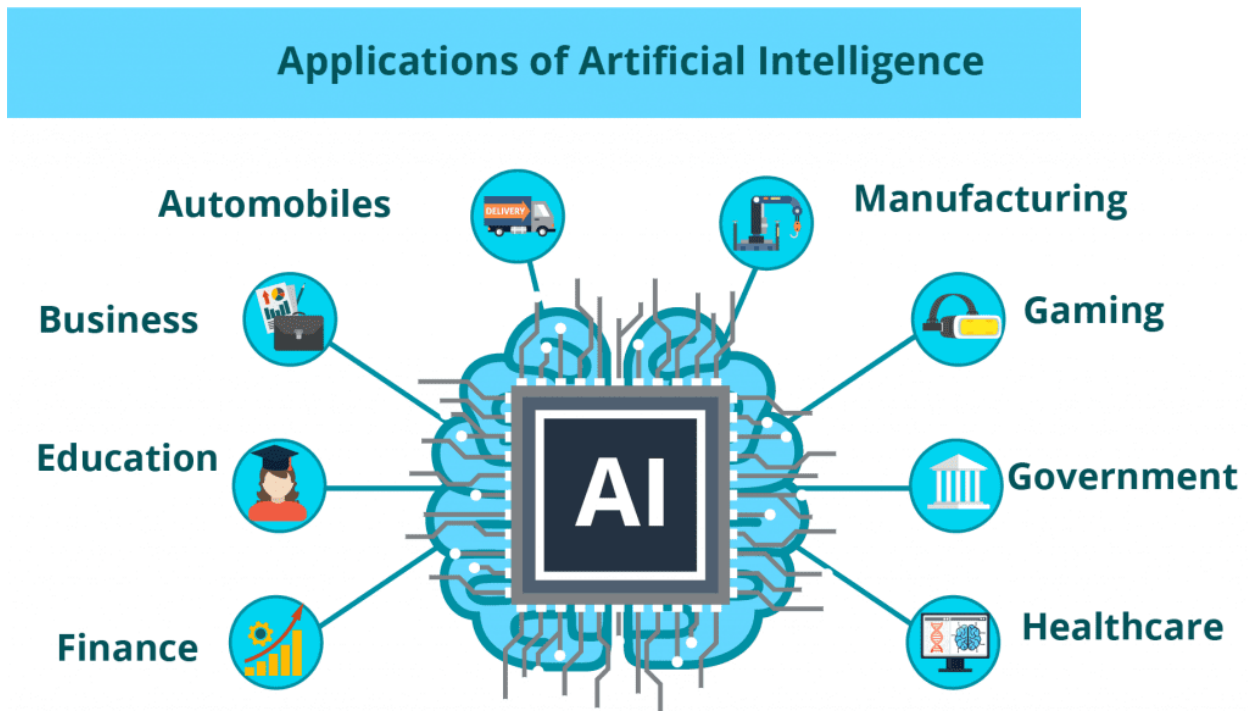 Applications of Artificial Intelligence
Automobiles
DELIVERY
Manufacturing
Business
Gaming
Education
AI
Government
Finance
Healthcare